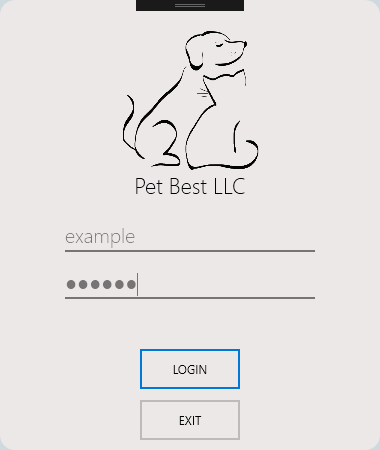 Pet Best LLC
example
●●●●●●
LOGIN
EXIT